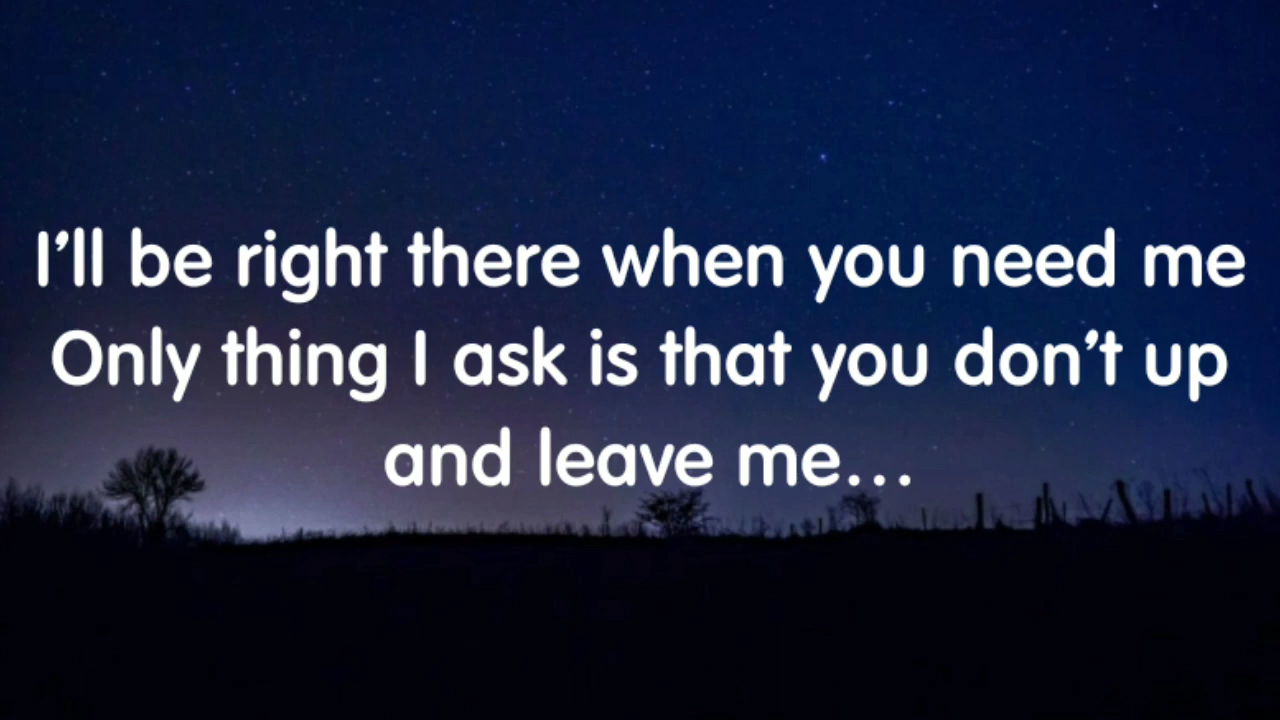 I’ll be right there when you need me
Only thing I ask is that you don’t up
and leave me...